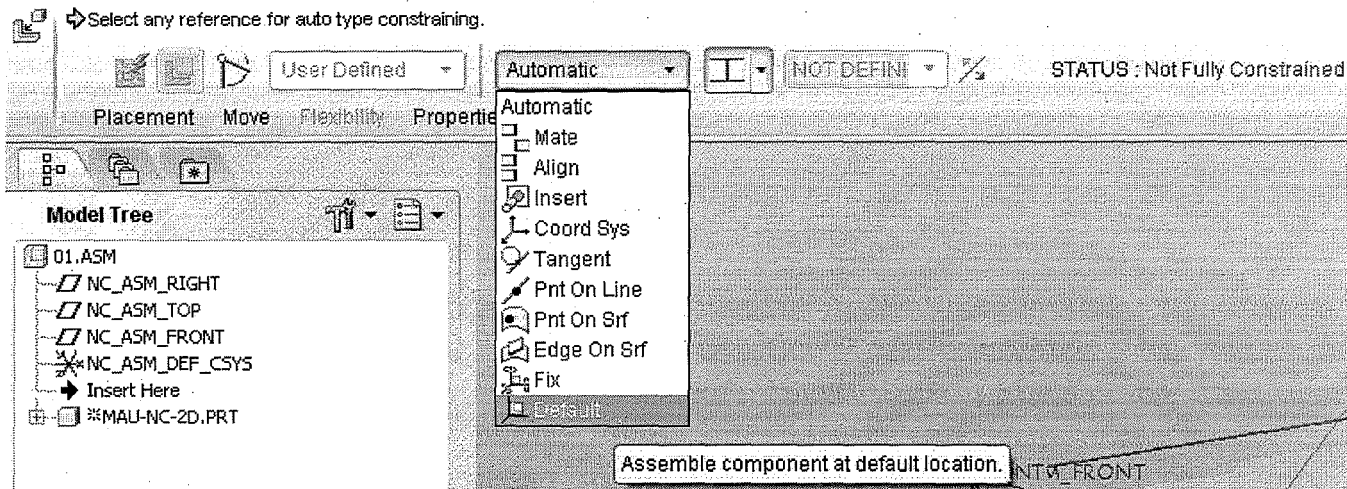 Select any reference for auto type constraining.
User Defined Automatic NOT DEFINI STATUS : Not Fully Constrained
Placement Move Flexibility Propertie
Automatic
Mate
Align
Insert
Coord Sys
Tangent
Pnt On Line
Pnt On Srf
Edge On Srf
Fix
Default
Assemble component at default location.
Model Tree
01.ASM
NC_ASM_RIGHT
NC_ASM_TOP
NC_ASM_FRONT
NC_ASM_DEF_CSYS
Insert Here
MAU-NC-2D.PRT